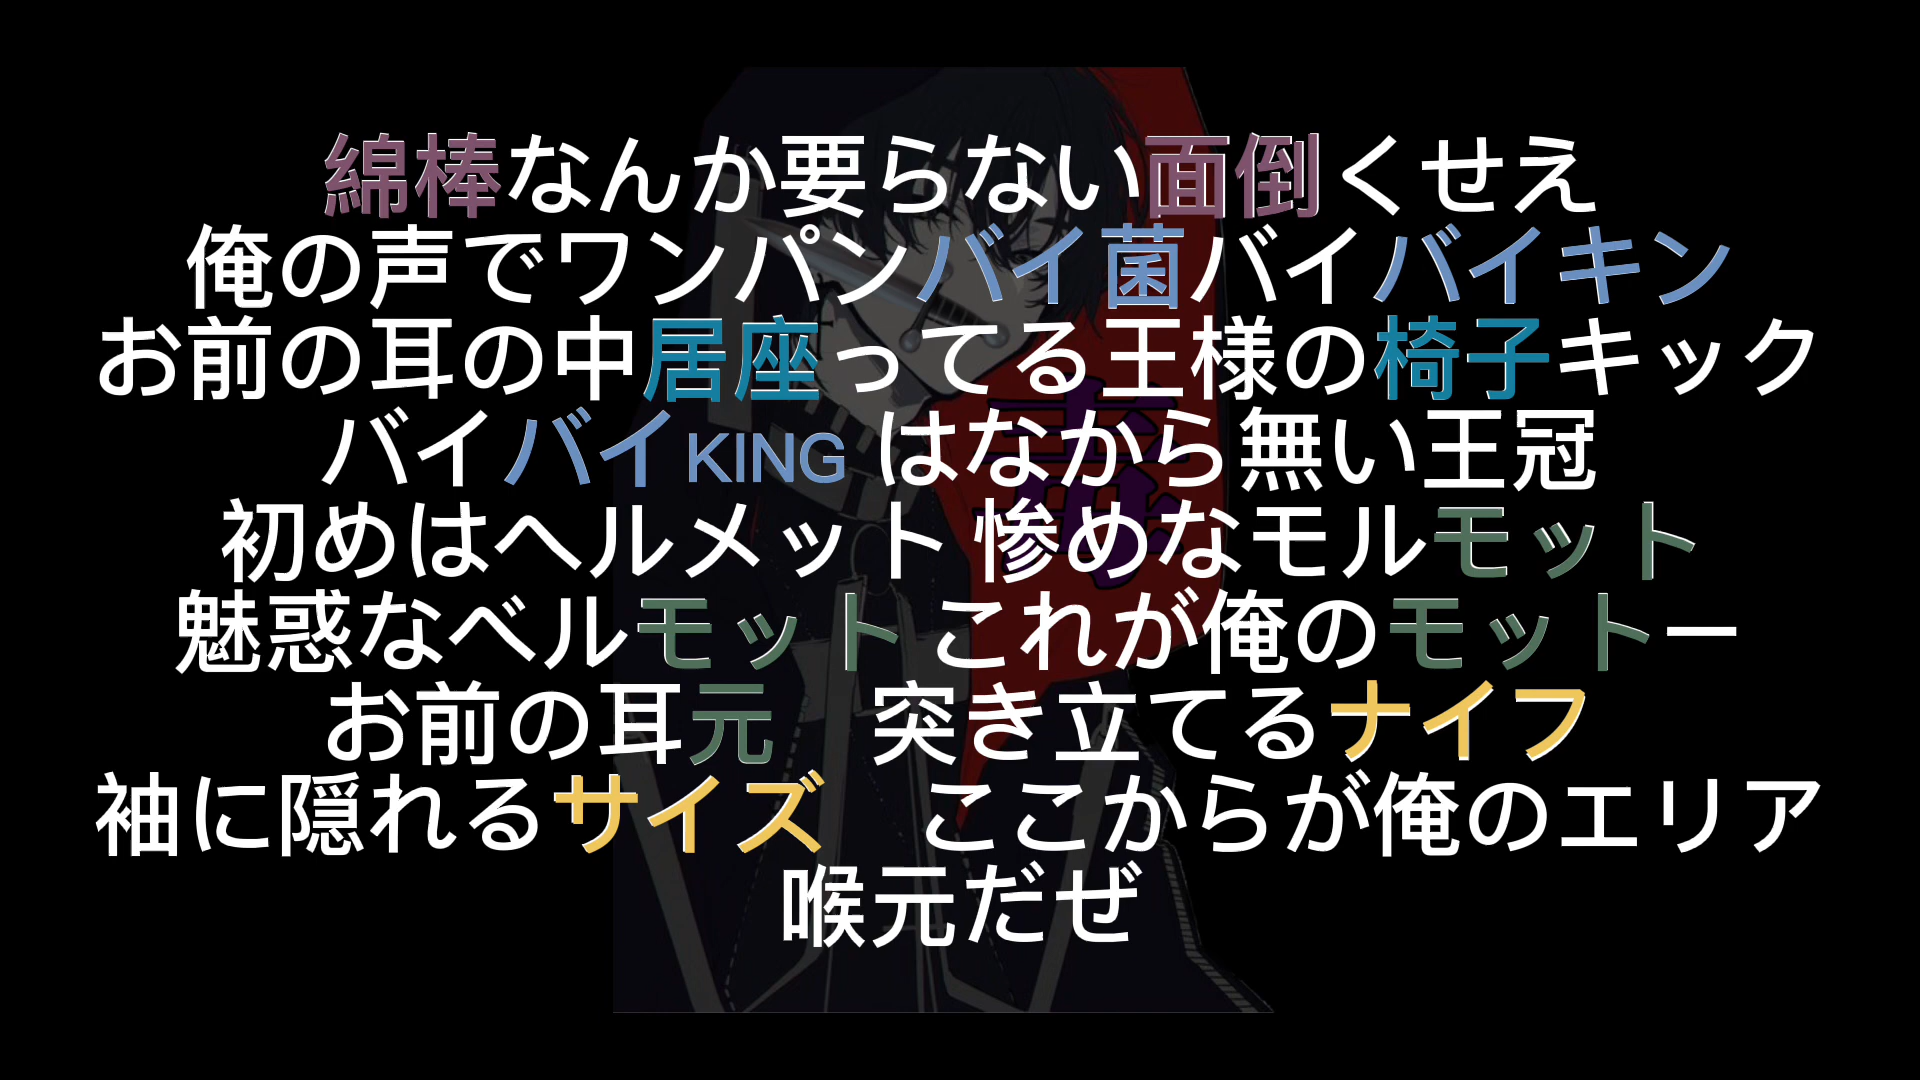 綿棒なんか要らない面倒くせえ
俺の声でワンパンバイ菌バイバイキン
お前の耳の中居座ってる王様の椅子キック
バイバイKING はなから無い王冠
初めはヘルメット 惨めなモルモット
魅惑なベルモット これが俺のモットー
お前の耳元　突き立てるナイフ
袖に隠れるサイズ　ここからが俺のエリア
喉元だぜ
毒